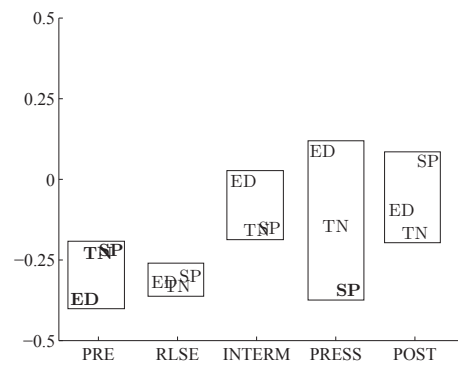 0.5
0.25
ED
SP
0
ED
ED
TN
SP
TN
TN
TN
SP
−0.25
ED
TN
SP
ED
SP
−0.5
PRE RLSE INTERM PRESS POST